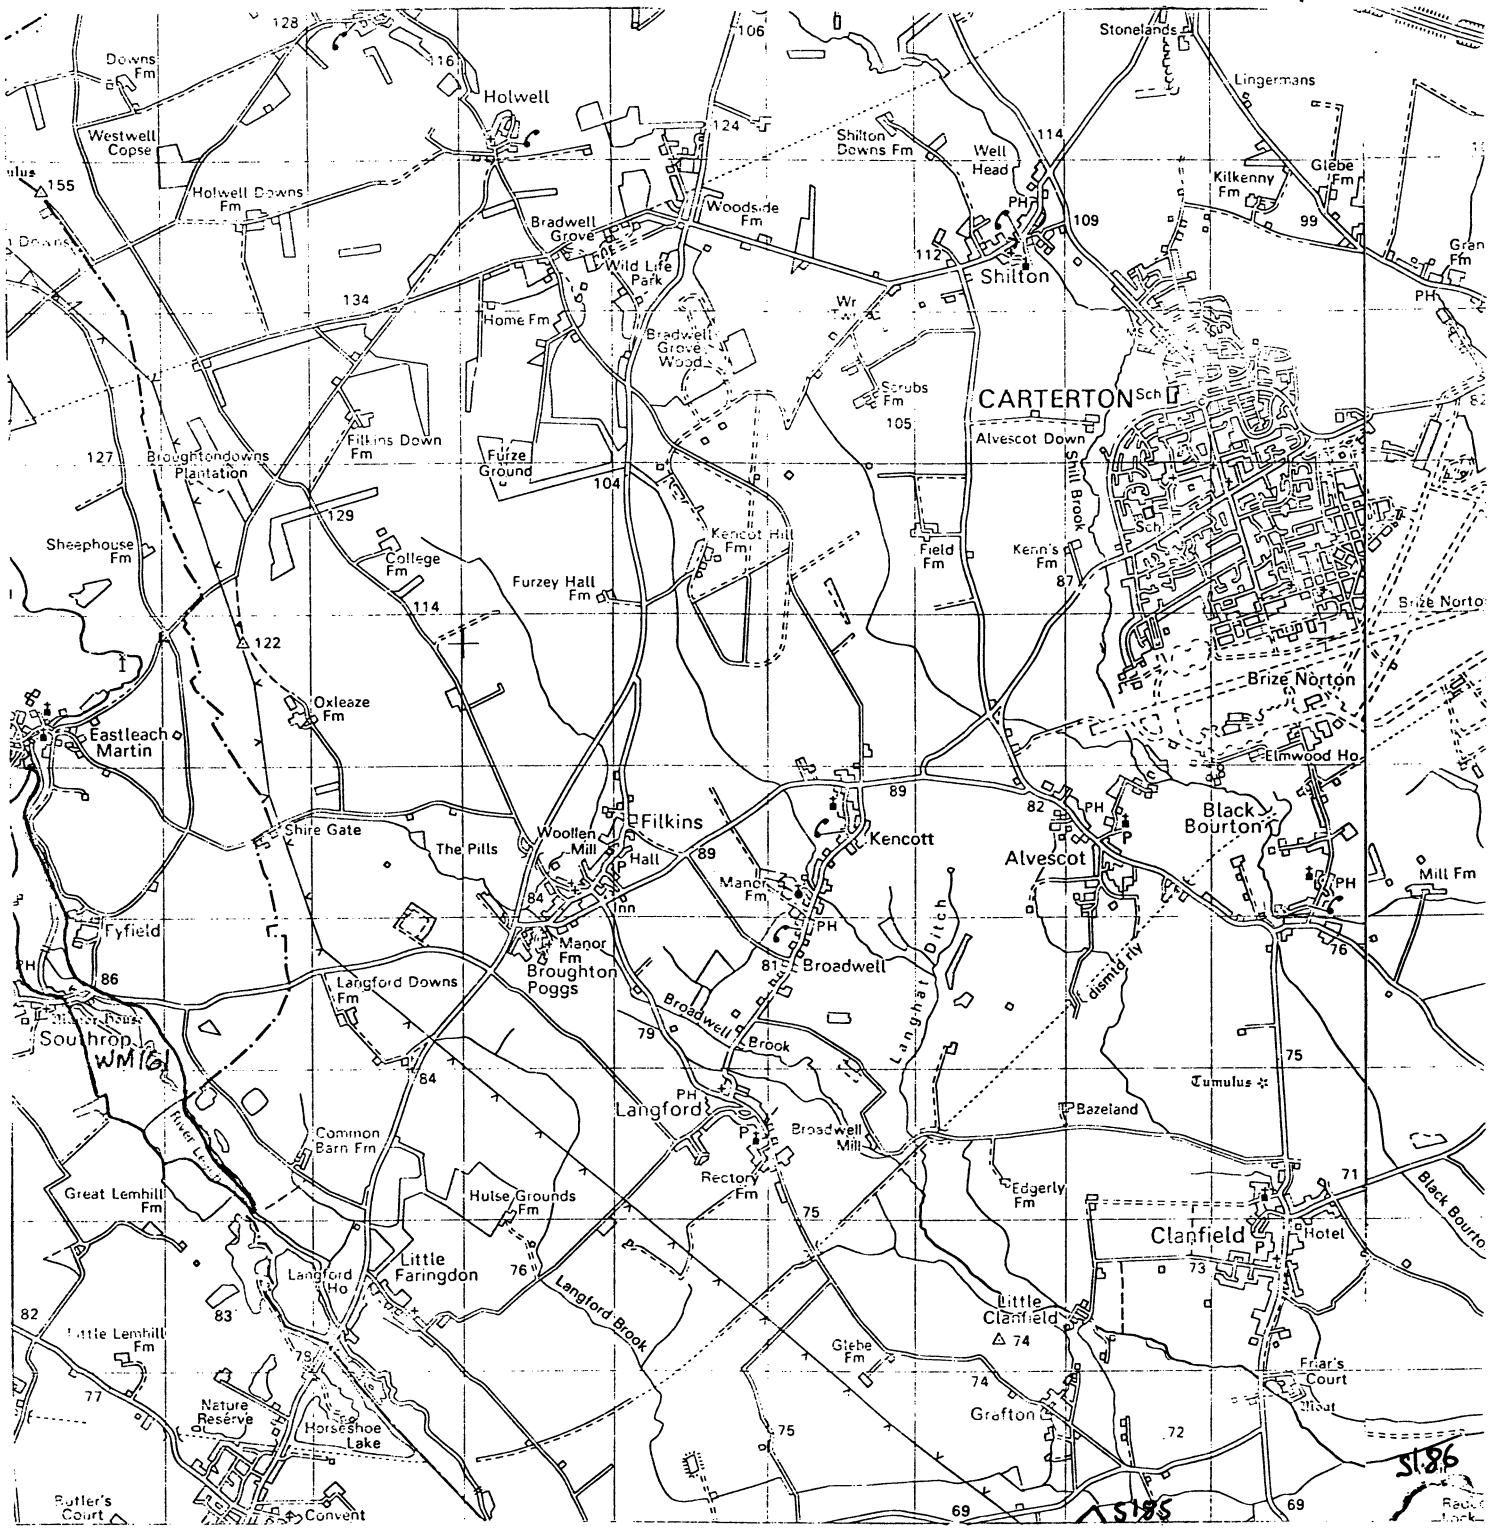 128
106
Stonelands
Downs
Fm
116
Lingermans
Holwell
124
Westwell
Copse
Shilton
Downs Fm
114
Well
Head
Glebe
Fm
Kilkenny
Fm
155
Holwell Downs
Fm
PH
Woodside
Fm
109
99
Bradwell
Grove
Downs
112
Wild Life
Park
Shilton
Fm
PH
134
Home Fm
Wr
Bradwell
Grove
Wood
Scrubs
Fm
CARTERTON
Sch
82
105
Alvescot Down
127
Filkins Down
Fm
Broughtondowns
Plantation
Furze
Ground
104
Shill Brook
129
Sch
Sheephouse
Fm
College
Fm
Kencot Hill
Fm
Field
Fm
Kenn's
Fm
Furzey Hall
Fm
87
114
Brize Norto
122
Brize Norton
Oxleaze
Fm
Eastleach
Martin
Elmwood Ho
89
82
PH
Black
Bourton
Shire Gate
Woollen
Mill
Filkins
P
Kencott
The Pills
Hall
P
89
Alvescot
Mill Fm
Manor
Fm
PH
84
Inn
Fyfield
PH
Manor
Fm
Langhat Ditch
76
PH
Broughton
Poggs
81
Broadwell
dismtd rly
86
Langford Downs
Fm
Broadwell
Brook
Manor House
79
Southrop
WM161
75
84
Tumulus
River Leach
PH
Langford
Bazeland
Common
Barn Fm
P
Broadwell
Mill
Rectory
Fm
71
Great Lemhill
Fm
Hulse Grounds
Fm
Edgerly
Fm
Black Bourto
75
Clanfield
P
Hotel
Little
Faringdon
76
Langford
Ho
73
Langford Brook
82
83
Little
Clanfield
74
Little Lemhill
Fm
Glebe
Fm
78
Friar's
Court
77
74
Moat
Nature
Reserve
Grafton
Horseshoe
Lake
75
72
S186
Butler's
Court
Convent
69
S185
69
Lock